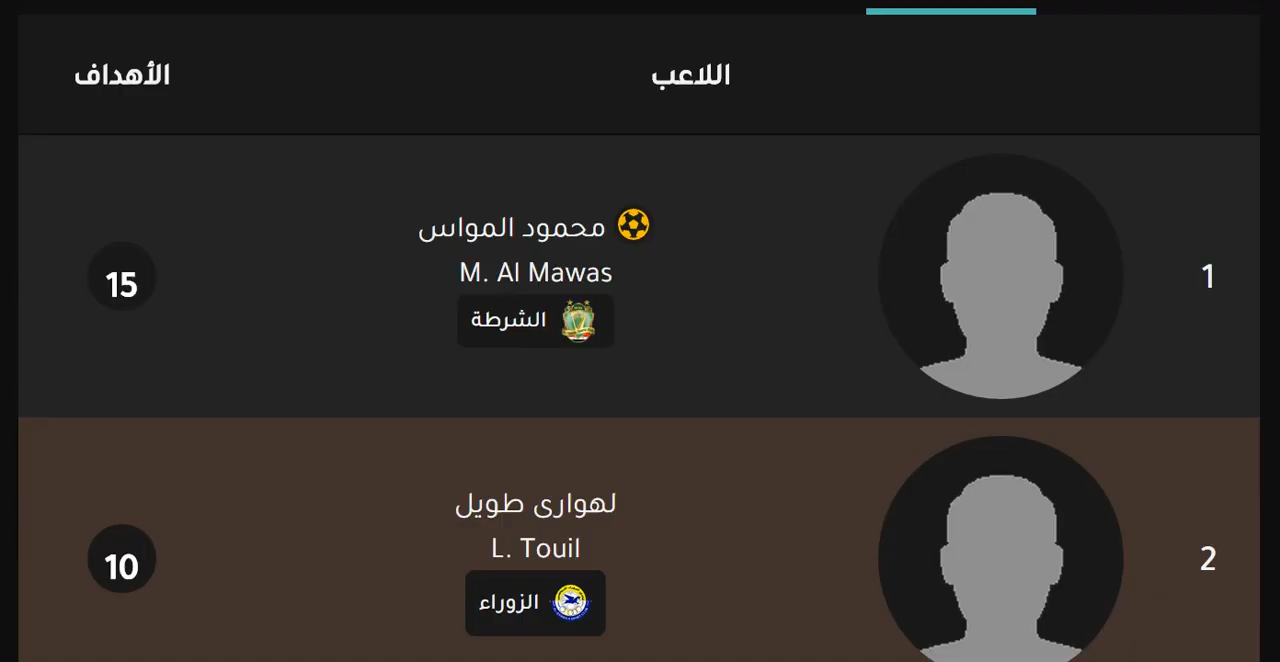 اللاعب
الأهداف
1
محمود المواس
M. Al Mawas
الشرطة
15
2
لهوارى طويل
L. Touil
الزوراء
10